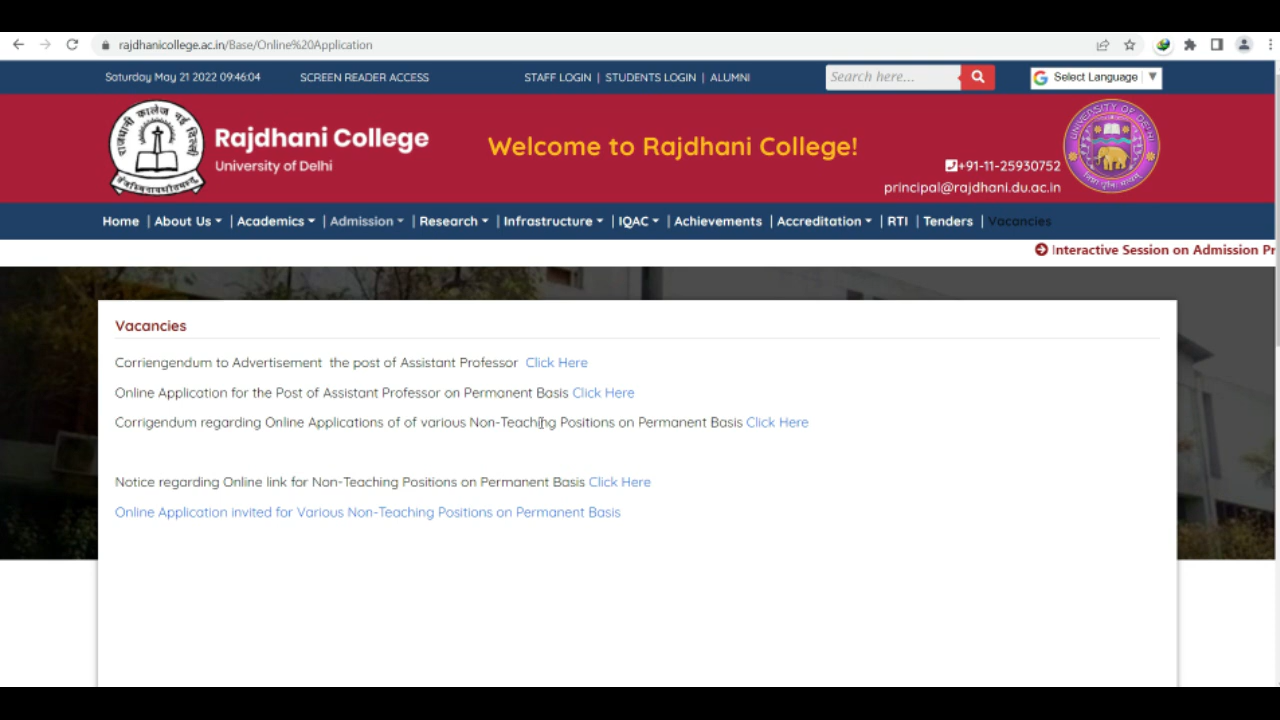 rajdhanicollege.ac.in/Base/Online%20Application
Saturday May 21 2022 09:46:04 SCREEN READER ACCESS STAFF LOGIN | STUDENTS LOGIN | ALUMNI Search here... Select Language ▼
Rajdhani College
University of Delhi
Welcome to Rajdhani College!
UNIVERSITY OF DELHI
+91-11-25930752
principal@rajdhani.du.ac.in
Home | About Us | Academics | Admission | Research | Infrastructure | IQAC | Achievements | Accreditation | RTI | Tenders | Vacancies
Interactive Session on Admission Pr
Vacancies
Corriengendum to Advertisement the post of Assistant Professor Click Here
Online Application for the Post of Assistant Professor on Permanent Basis Click Here
Corrigendum regarding Online Applications of of various Non-Teaching Positions on Permanent Basis Click Here
Notice regarding Online link for Non-Teaching Positions on Permanent Basis Click Here
Online Application invited for Various Non-Teaching Positions on Permanent Basis